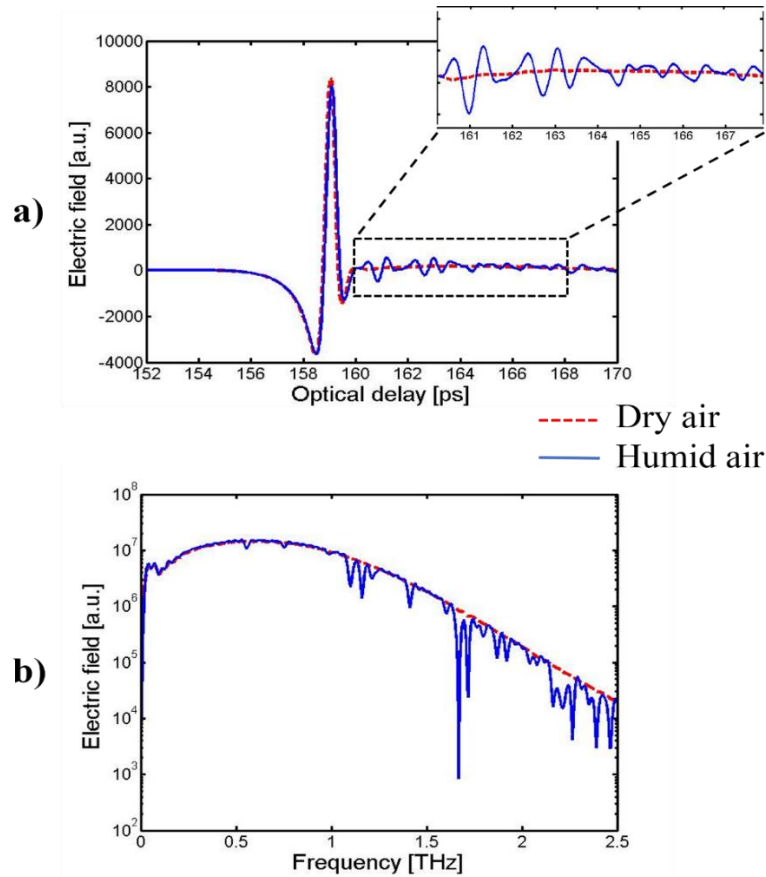 a)
Electric field [a.u.]
10000
8000
6000
4000
2000
0
-2000
-4000
152 154 156 158 160 162 164 166 168 170
Optical delay [ps]
161 162 163 164 165 166 167
Dry air
Humid air
b)
Electric field [a.u.]
10^8
10^7
10^6
10^5
10^4
10^3
10^2
0 0.5 1 1.5 2 2.5
Frequency [THz]